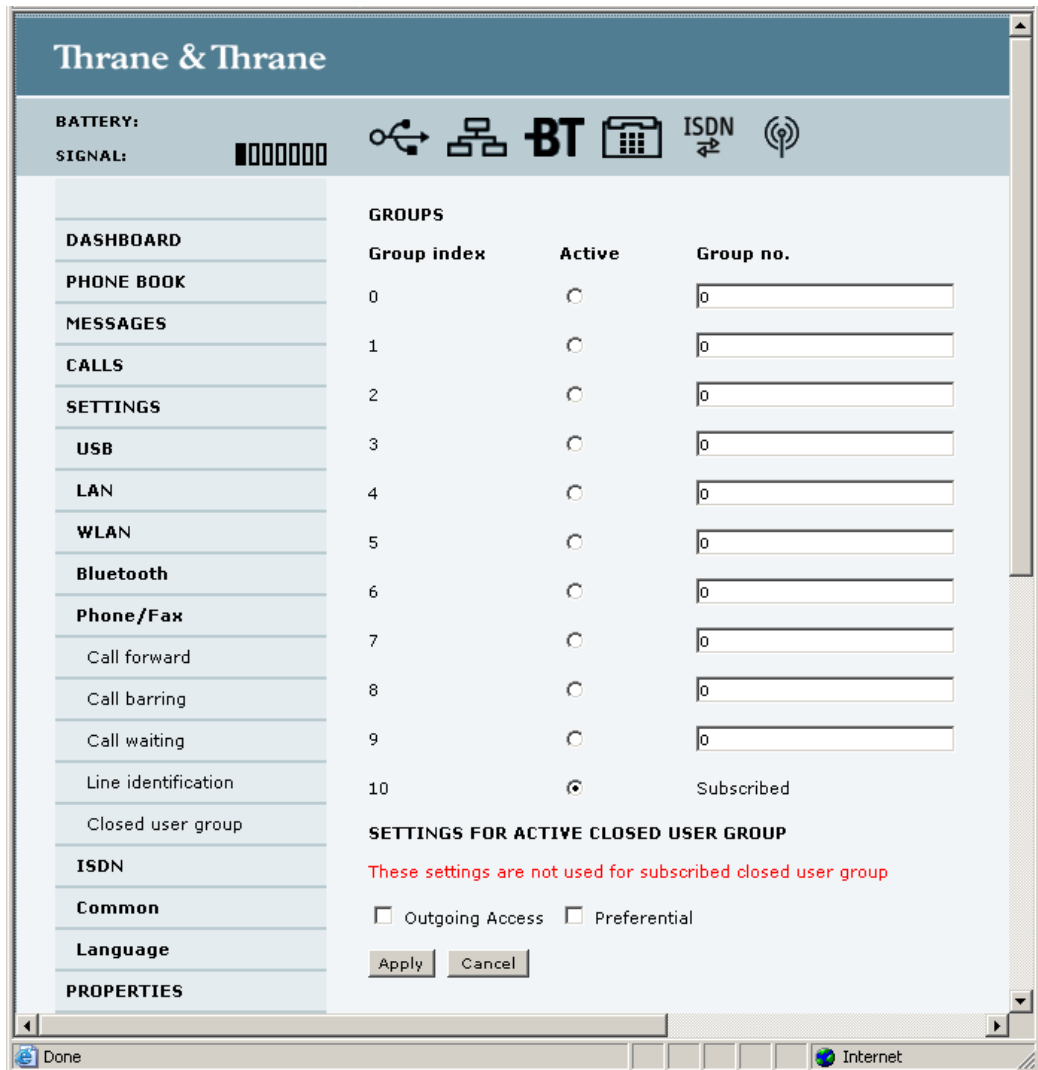 Thrane & Thrane
BATTERY:
SIGNAL:
BT
ISDN
DASHBOARD
PHONE BOOK
MESSAGES
CALLS
SETTINGS
USB
LAN
WLAN
Bluetooth
Phone/Fax
Call forward
Call barring
Call waiting
Line identification
Closed user group
ISDN
Common
Language
PROPERTIES
GROUPS
Group index Active Group no.
0 0
1 0
2 0
3 0
4 0
5 0
6 0
7 0
8 0
9 0
10 Subscribed
SETTINGS FOR ACTIVE CLOSED USER GROUP
These settings are not used for subscribed closed user group
Outgoing Access Preferential
Apply Cancel
Done Internet